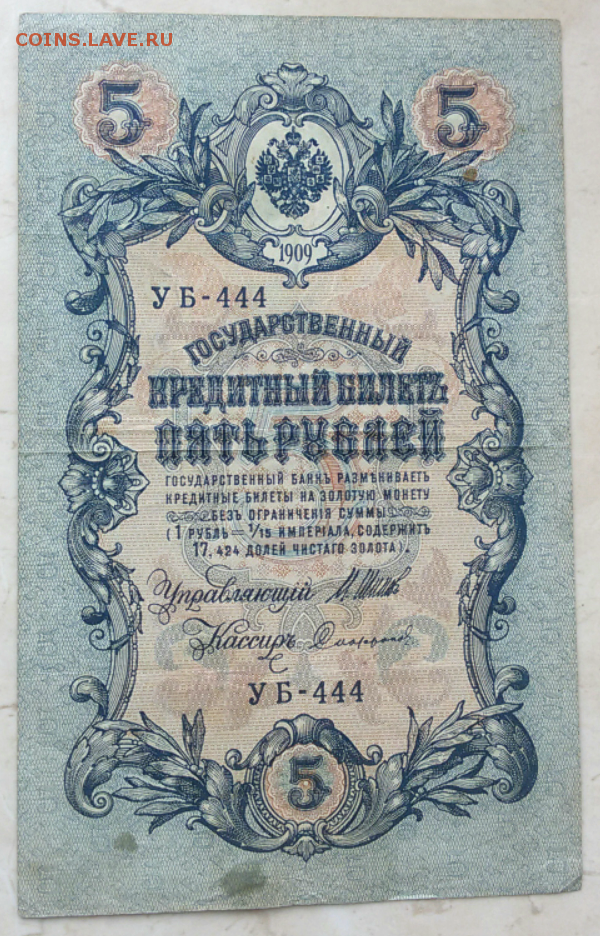 COINS.LAVE.RU
5 5
1909
УБ-444
ГОСУДАРСТВЕННЫЙ
КРЕДИТНЫЙ БИЛЕТЪ
ПЯТЬ РУБЛЕЙ
ГОСУДАРСТВЕННЫЙ БАНКЪ РАЗМѢНИВАЕТЪ
КРЕДИТНЫЕ БИЛЕТЫ НА ЗОЛОТУЮ МОНЕТУ
БЕЗЪ ОГРАНИЧЕНІЯ СУММЫ
(1 РУБЛЬ = 1/15 ИМПЕРІАЛА, СОДЕРЖИТЪ
17,424 ДОЛЕЙ ЧИСТАГО ЗОЛОТА).
Управляющій
Кассиръ
УБ-444
5